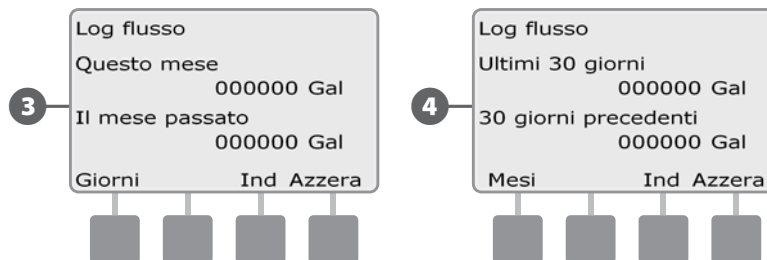 3
Log flusso
Questo mese
000000 Gal
Il mese passato
000000 Gal
Giorni Ind Azzera
4
Log flusso
Ultimi 30 giorni
000000 Gal
30 giorni precedenti
000000 Gal
Mesi Ind Azzera